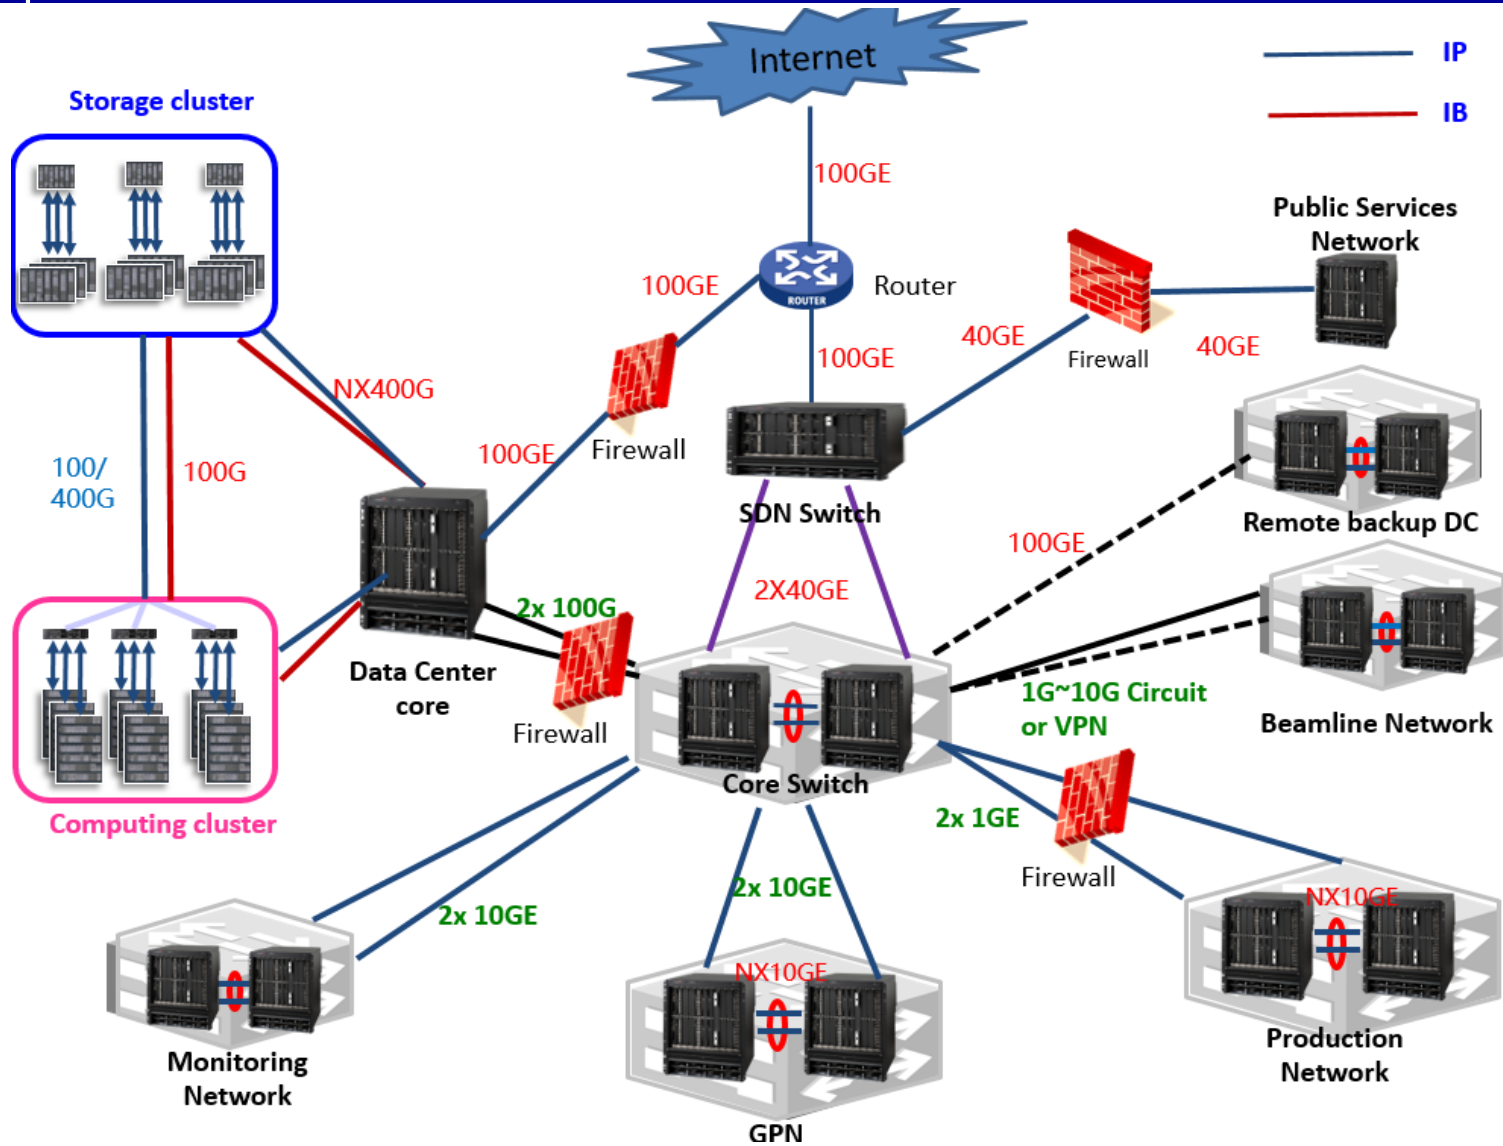 Internet
IP
IB
Storage cluster
100GE
Public Services
Network
100GE
Router
ROUTER
100GE
40GE
Firewall
40GE
NX400G
Firewall
100GE
100/
400G
100G
SDN Switch
Remote backup DC
100GE
2X40GE
2x 100G
Data Center
core
Firewall
1G~10G Circuit
or VPN
Beamline Network
Core Switch
Computing cluster
2x 1GE
Firewall
2x 10GE
2x 10GE
NX10GE
NX10GE
Monitoring
Network
Production
Network
GPN